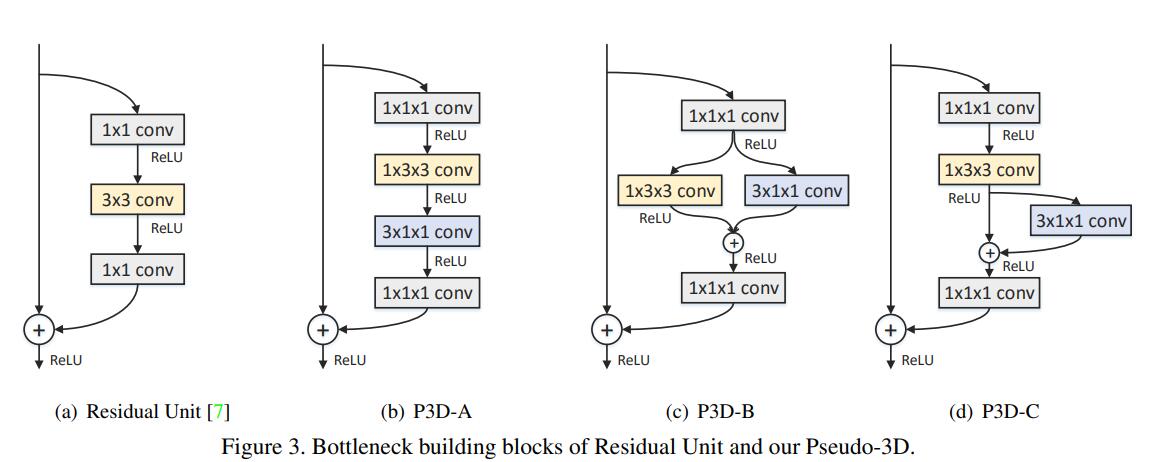 1x1 conv
ReLU
3x3 conv
ReLU
1x1 conv
+
ReLU
(a) Residual Unit [7]
1x1x1 conv
ReLU
1x3x3 conv
ReLU
3x1x1 conv
ReLU
1x1x1 conv
+
ReLU
(b) P3D-A
1x1x1 conv
ReLU
1x3x3 conv
3x1x1 conv
ReLU
+
ReLU
1x1x1 conv
+
ReLU
(c) P3D-B
1x1x1 conv
ReLU
1x3x3 conv
ReLU
3x1x1 conv
+
ReLU
1x1x1 conv
+
ReLU
(d) P3D-C
Figure 3. Bottleneck building blocks of Residual Unit and our Pseudo-3D.